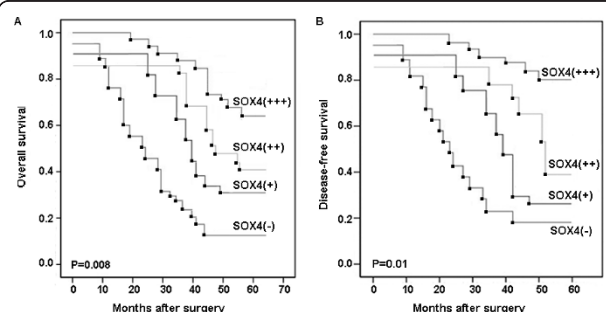 A
Overall survival
1.0
0.8
0.6
0.4
0.2
0.0
SOX4(+++)
SOX4(++)
SOX4(+)
SOX4(-)
P=0.008
0 10 20 30 40 50 60 70
Months after surgery
B
Disease-free survival
1.0
0.8
0.6
0.4
0.2
0.0
SOX4(+++)
SOX4(++)
SOX4(+)
SOX4(-)
P=0.01
0 10 20 30 40 50 60
Months after surgery